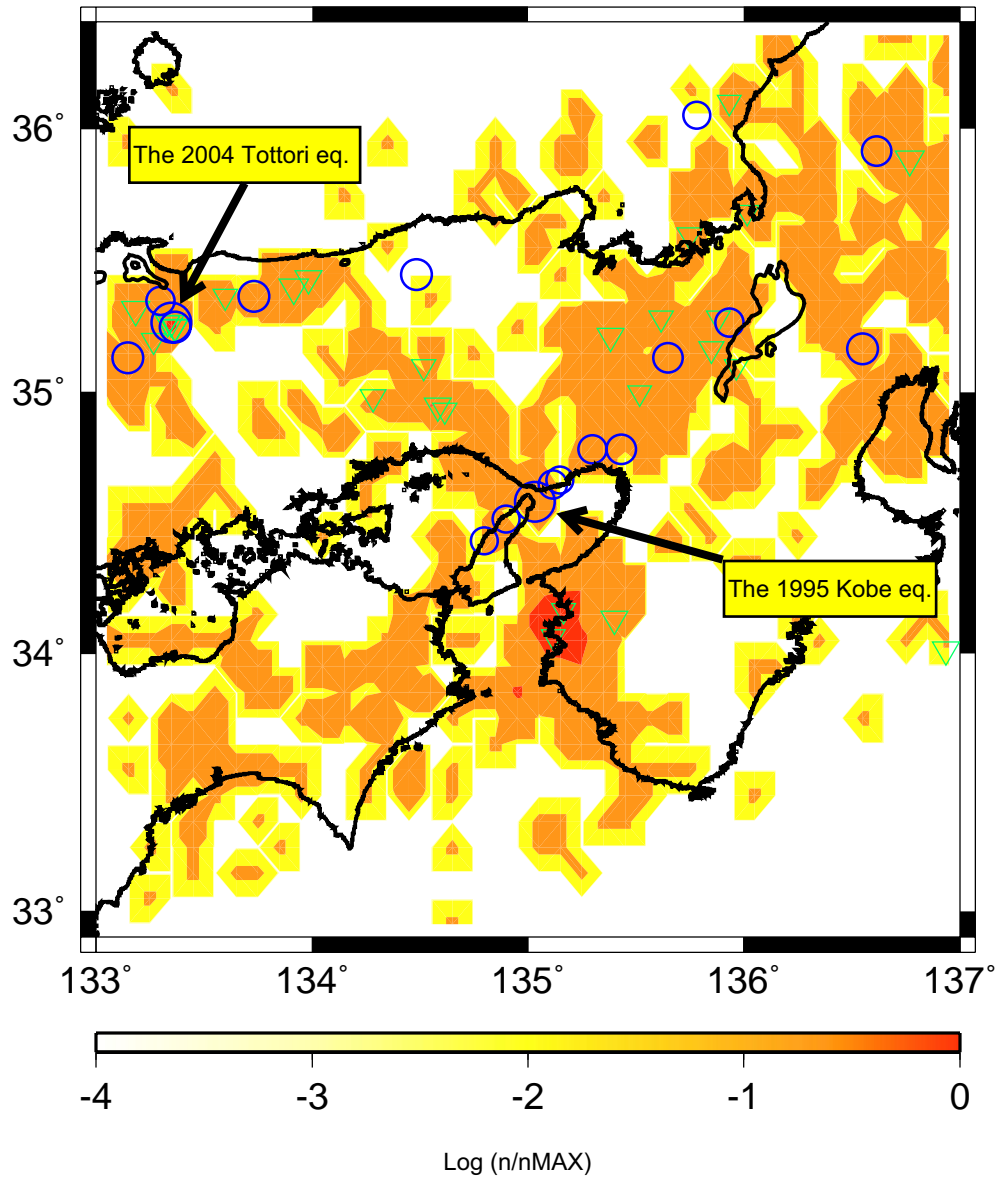 36˚
The 2004 Tottori eq.
35˚
The 1995 Kobe eq.
34˚
33˚
133˚ 134˚ 135˚ 136˚ 137˚
-4 -3 -2 -1 0
Log (n/nMAX)